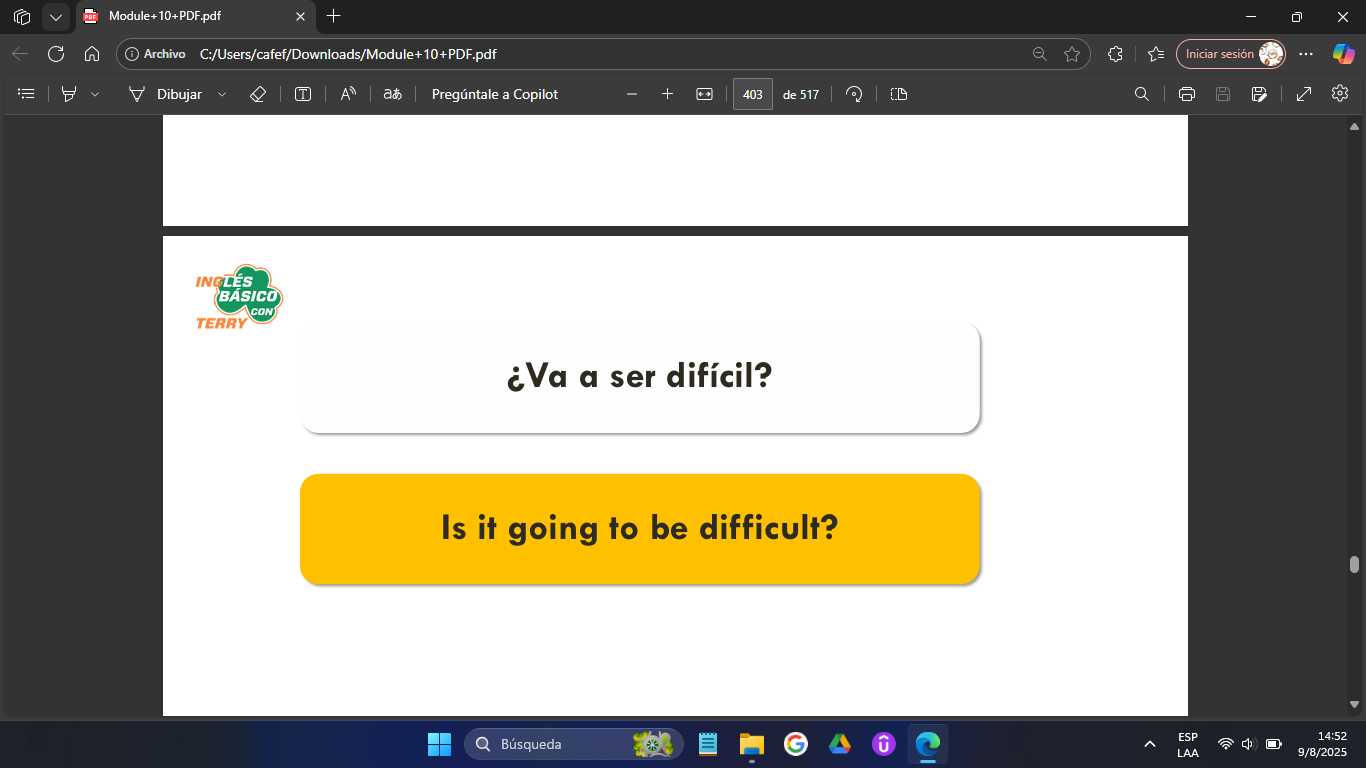 Module+10+PDF.pdf
Archivo C:/Users/cafef/Downloads/Module+10+PDF.pdf
Iniciar sesión
Dibujar
Pregúntale a Copilot
403 de 517
INGLÉS
BÁSICO
CON
TERRY
¿Va a ser difícil?
Is it going to be difficult?
Búsqueda
ESP
LAA
14:52
9/8/2025